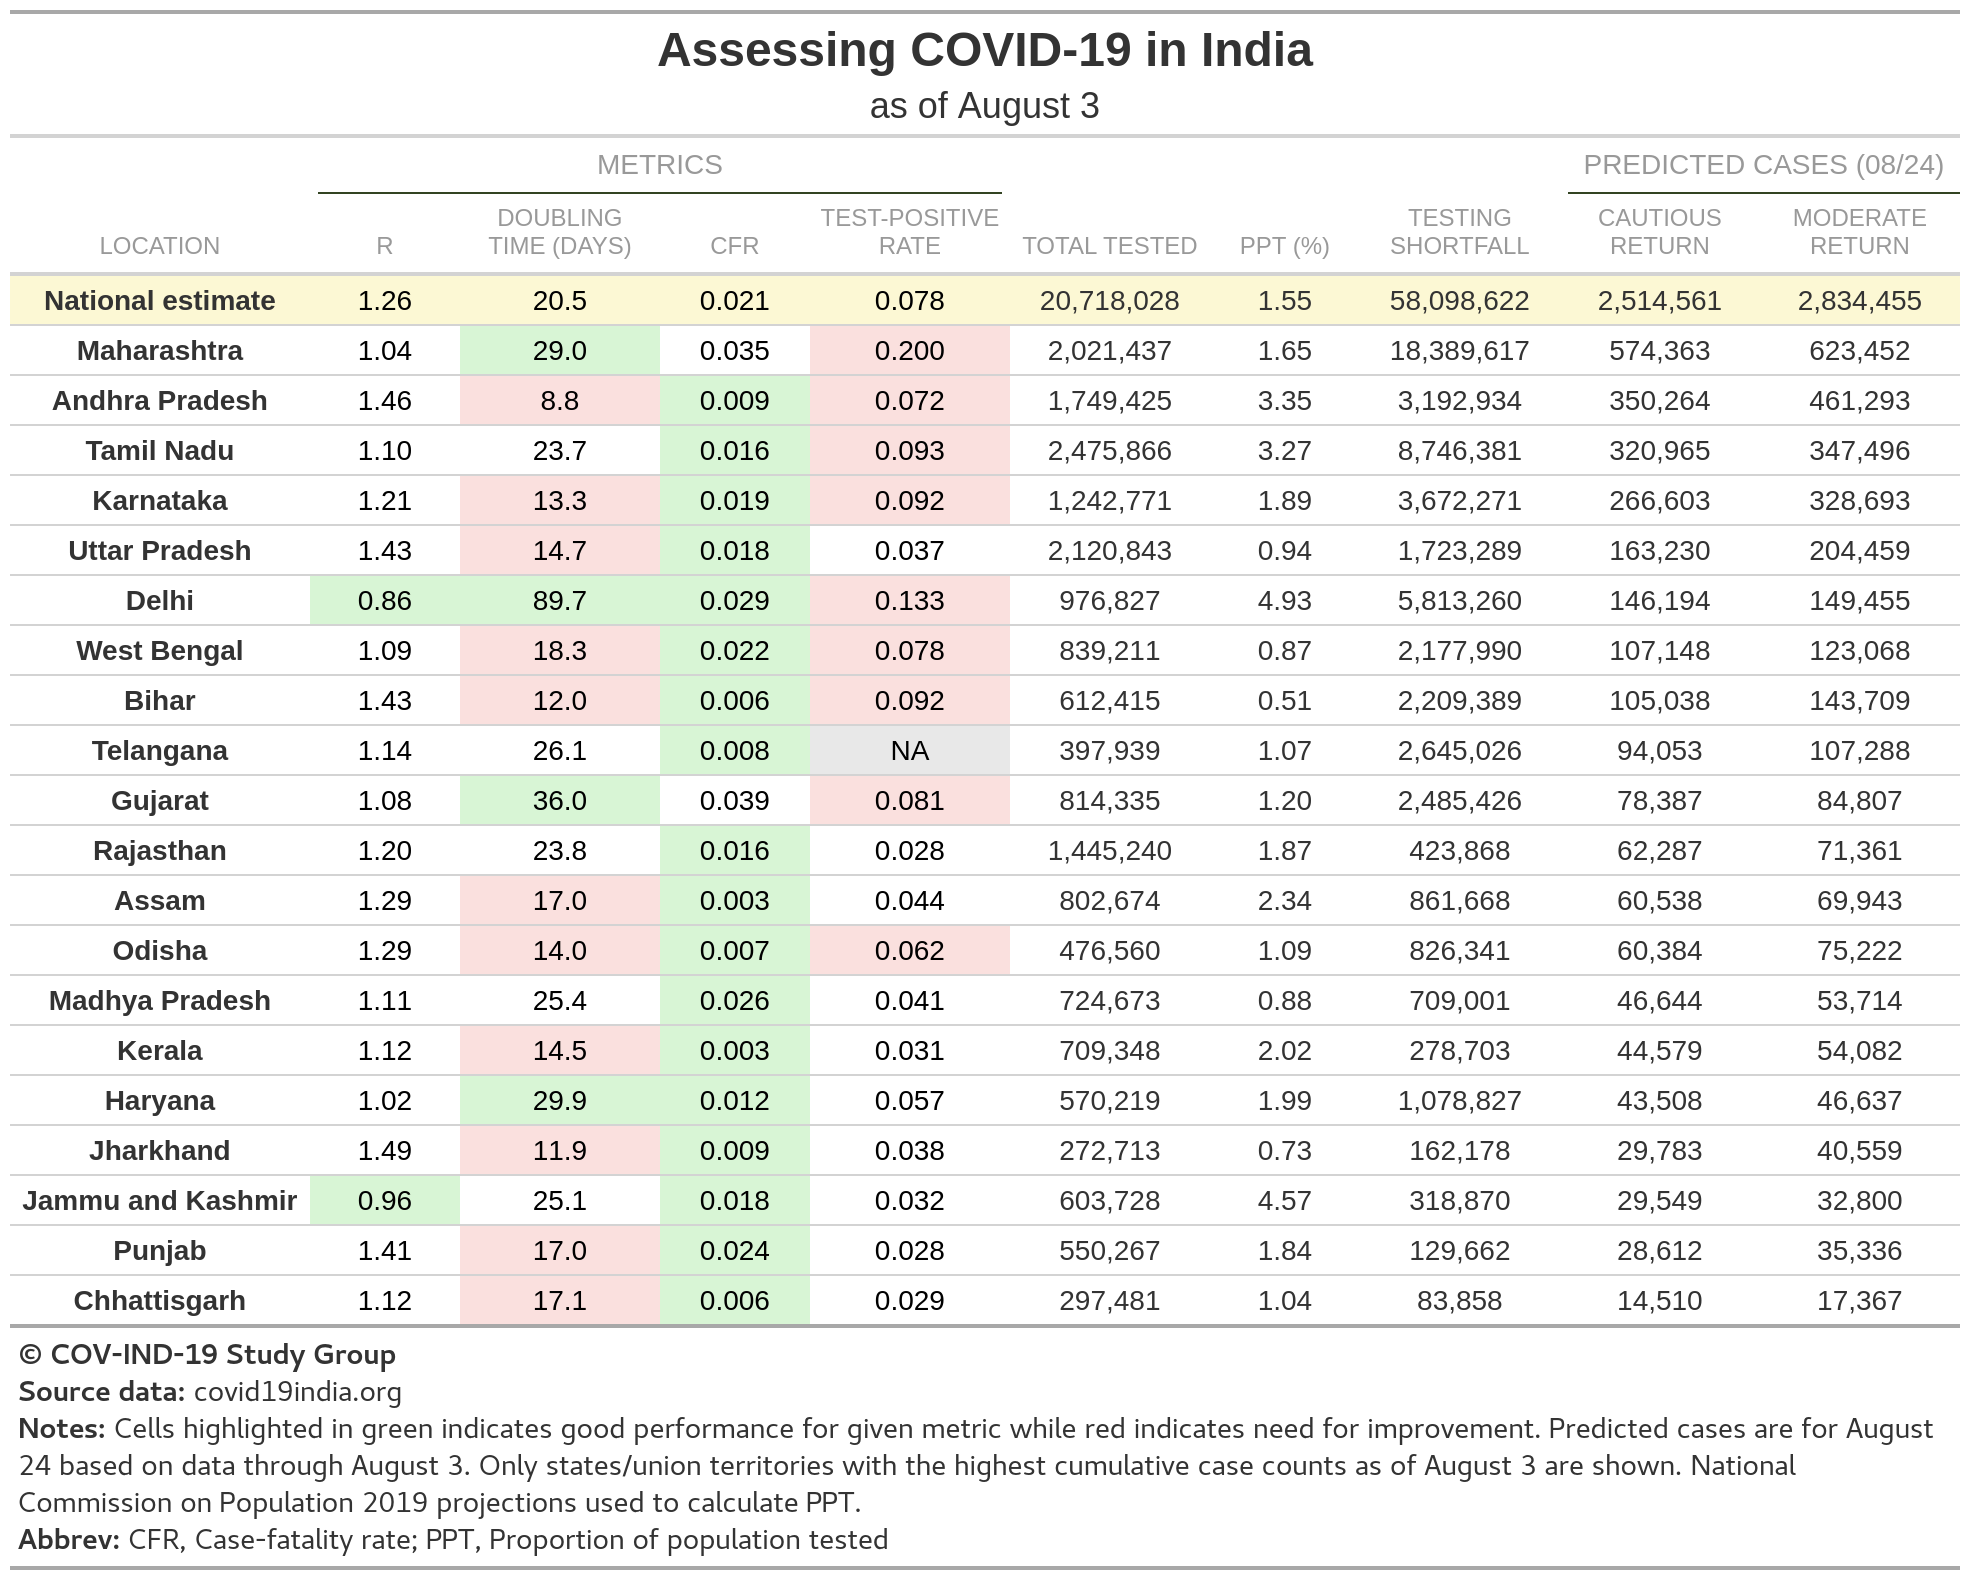 Assessing COVID-19 in India
as of August 3
METRICS PREDICTED CASES (08/24)
LOCATION R DOUBLING TIME (DAYS) CFR TEST-POSITIVE RATE TOTAL TESTED PPT (%) TESTING SHORTFALL CAUTIOUS RETURN MODERATE RETURN
National estimate 1.26 20.5 0.021 0.078 20,718,028 1.55 58,098,622 2,514,561 2,834,455
Maharashtra 1.04 29.0 0.035 0.200 2,021,437 1.65 18,389,617 574,363 623,452
Andhra Pradesh 1.46 8.8 0.009 0.072 1,749,425 3.35 3,192,934 350,264 461,293
Tamil Nadu 1.10 23.7 0.016 0.093 2,475,866 3.27 8,746,381 320,965 347,496
Karnataka 1.21 13.3 0.019 0.092 1,242,771 1.89 3,672,271 266,603 328,693
Uttar Pradesh 1.43 14.7 0.018 0.037 2,120,843 0.94 1,723,289 163,230 204,459
Delhi 0.86 89.7 0.029 0.133 976,827 4.93 5,813,260 146,194 149,455
West Bengal 1.09 18.3 0.022 0.078 839,211 0.87 2,177,990 107,148 123,068
Bihar 1.43 12.0 0.006 0.092 612,415 0.51 2,209,389 105,038 143,709
Telangana 1.14 26.1 0.008 NA 397,939 1.07 2,645,026 94,053 107,288
Gujarat 1.08 36.0 0.039 0.081 814,335 1.20 2,485,426 78,387 84,807
Rajasthan 1.20 23.8 0.016 0.028 1,445,240 1.87 423,868 62,287 71,361
Assam 1.29 17.0 0.003 0.044 802,674 2.34 861,668 60,538 69,943
Odisha 1.29 14.0 0.007 0.062 476,560 1.09 826,341 60,384 75,222
Madhya Pradesh 1.11 25.4 0.026 0.041 724,673 0.88 709,001 46,644 53,714
Kerala 1.12 14.5 0.003 0.031 709,348 2.02 278,703 44,579 54,082
Haryana 1.02 29.9 0.012 0.057 570,219 1.99 1,078,827 43,508 46,637
Jharkhand 1.49 11.9 0.009 0.038 272,713 0.73 162,178 29,783 40,559
Jammu and Kashmir 0.96 25.1 0.018 0.032 603,728 4.57 318,870 29,549 32,800
Punjab 1.41 17.0 0.024 0.028 550,267 1.84 129,662 28,612 35,336
Chhattisgarh 1.12 17.1 0.006 0.029 297,481 1.04 83,858 14,510 17,367
© COV-IND-19 Study Group
Source data: covid19india.org
Notes: Cells highlighted in green indicates good performance for given metric while red indicates need for improvement. Predicted cases are for August
24 based on data through August 3. Only states/union territories with the highest cumulative case counts as of August 3 are shown. National
Commission on Population 2019 projections used to calculate PPT.
Abbrev: CFR, Case-fatality rate; PPT, Proportion of population tested